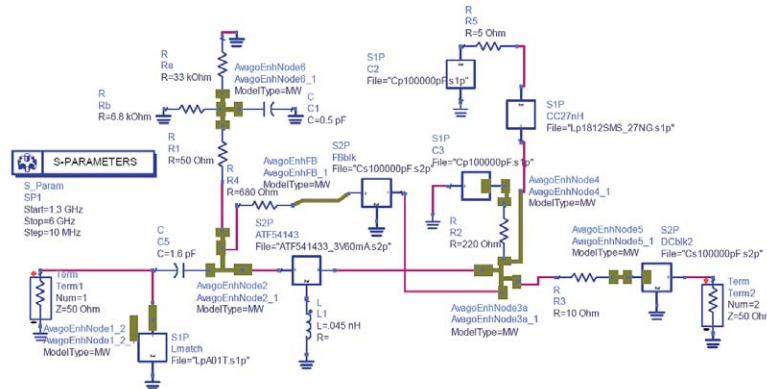 R
Ra
R=33 kOhm
AvagoEnhNode6
AvagoEnhNode6_1
ModelType=MW
R
Rb
R=6.8 kOhm
C
C1
C=0.5 pF
R
R1
R=50 Ohm
R
R4
R=680 Ohm
AvagoEnhFB
AvagoEnhFB_1
ModelType=MW
S2P
FBblk
File="Cs100000pF.s2p"
S1P
C2
File="Cp100000pF.s1p"
R
R5
R=5 Ohm
S1P
CC27nH
File="Lp1812SMS_27NG.s1p"
S1P
C3
File="Cp100000pF.s1p"
AvagoEnhNode4
AvagoEnhNode4_1
ModelType=MW
R
R2
R=220 Ohm
S-PARAMETERS
S_Param
SP1
Start=1.3 GHz
Stop=6 GHz
Step=10 MHz
C
C5
C=1.6 pF
S2P
ATF54143
File="ATF541433_3V60mA.s2p"
AvagoEnhNode2
AvagoEnhNode2_1
ModelType=MW
L
L1
L=.045 nH
R=
AvagoEnhNode5
AvagoEnhNode5_1
ModelType=MW
S2P
DCblk2
File="Cs100000pF.s2p"
R
R3
R=10 Ohm
AvagoEnhNode3a
AvagoEnhNode3a_1
ModelType=MW
Term
Term1
Num=1
Z=50 Ohm
AvagoEnhNode1_2
AvagoEnhNode1_2_
ModelType=MW
S1P
Lmatch
File="LpA01T.s1p"
Term
Term2
Num=2
Z=50 Ohm